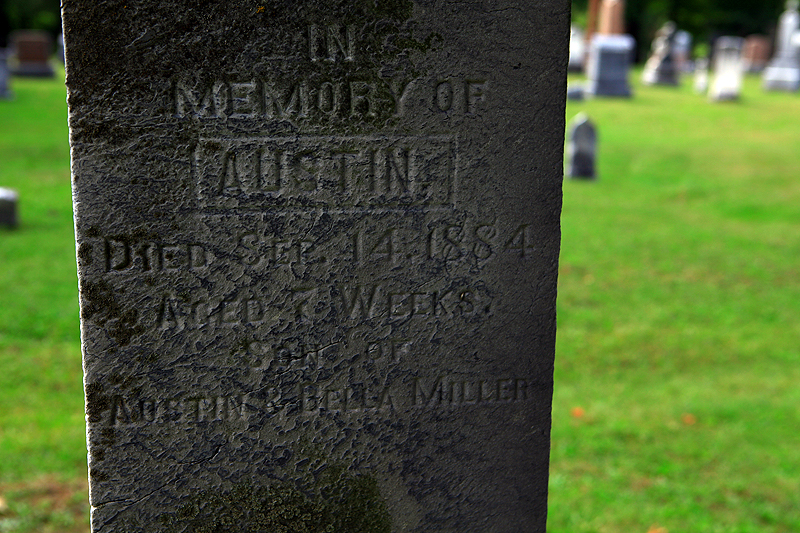 IN
MEMORY OF
AUSTIN.
DIED SEP. 14, 1884
AGED 7 WEEKS.
SON OF
AUSTIN & BELLA MILLER